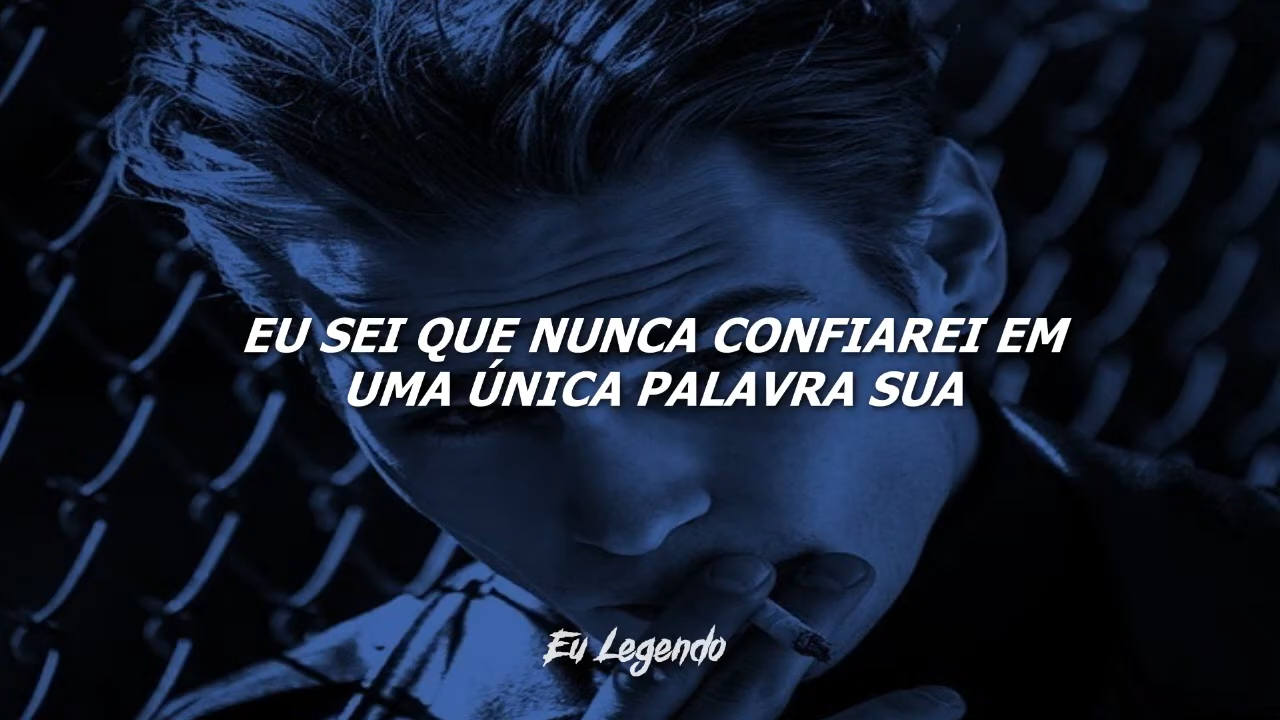 EU SEI QUE NUNCA CONFIAREI EM
UMA ÚNICA PALAVRA SUA
Eu Legendo